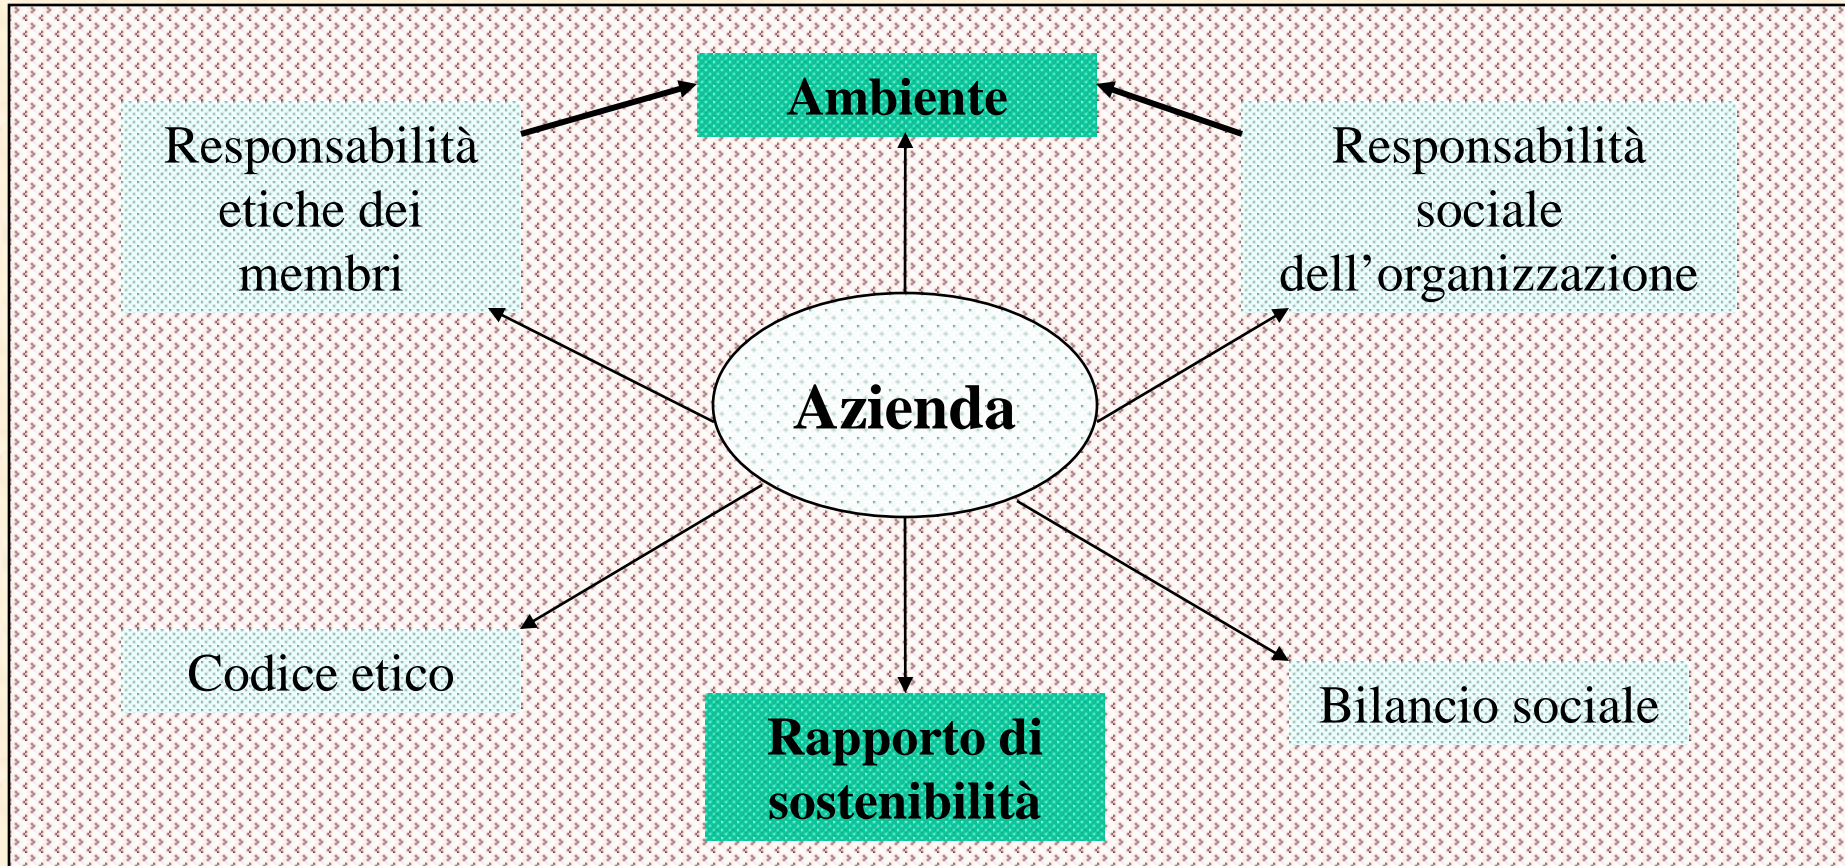 Ambiente
Responsabilità
etiche dei
membri
Responsabilità
sociale
dell’organizzazione
Azienda
Codice etico
Rapporto di
sostenibilità
Bilancio sociale